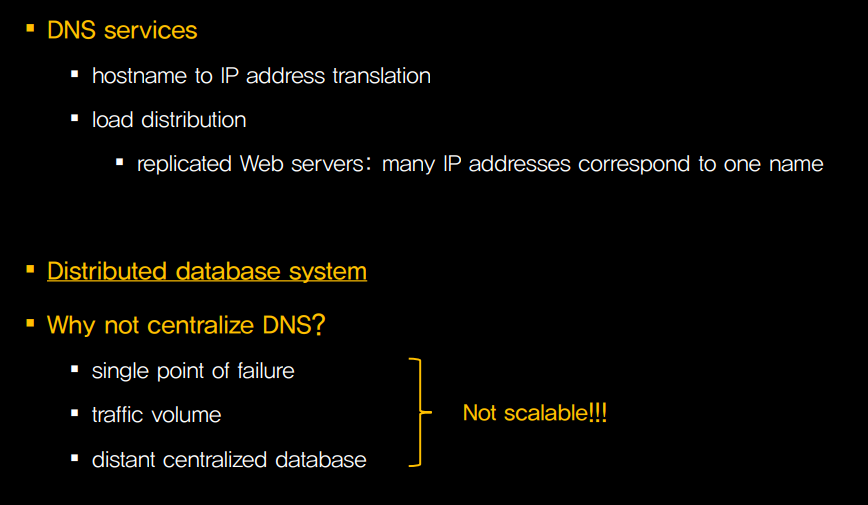 ▪ DNS services
▪ hostname to IP address translation
▪ load distribution
▪ replicated Web servers: many IP addresses correspond to one name
▪ Distributed database system
▪ Why not centralize DNS?
▪ single point of failure
▪ traffic volume
▪ distant centralized database
Not scalable!!!